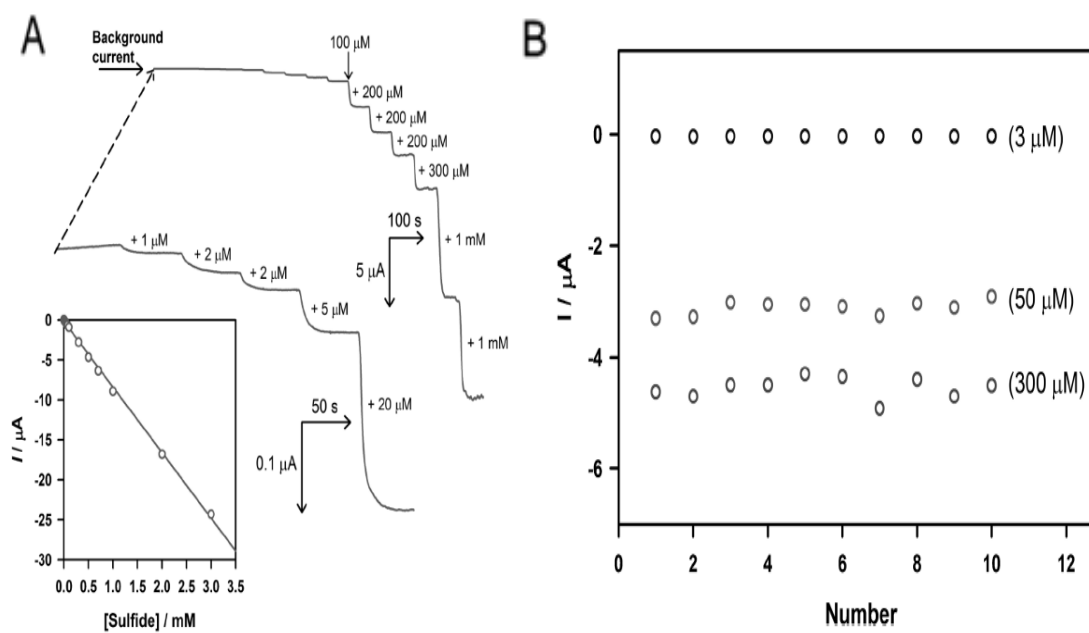 A
Background
current
100 μM
+ 200 μM
+ 200 μM
+ 200 μM
+ 300 μM
100 s
5 μA
+ 1 mM
+ 1 mM
+ 1 μM
+ 2 μM
+ 2 μM
+ 5 μM
+ 20 μM
50 s
0.1 μA
I / μA
0
-5
-10
-15
-20
-25
-30
0.0 0.5 1.0 1.5 2.0 2.5 3.0 3.5
[Sulfide] / mM
B
I / μA
0
-2
-4
-6
(3 μM)
(50 μM)
(300 μM)
0 2 4 6 8 10 12
Number